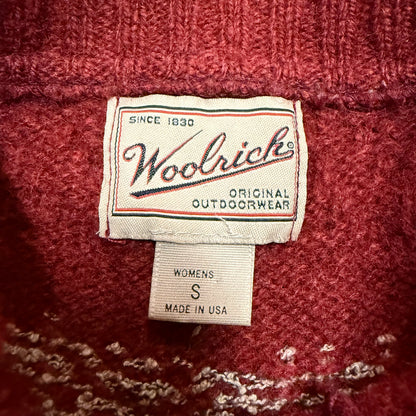 SINCE 1830
Woolrich®
ORIGINAL
OUTDOORWEAR
WOMENS
S
MADE IN USA